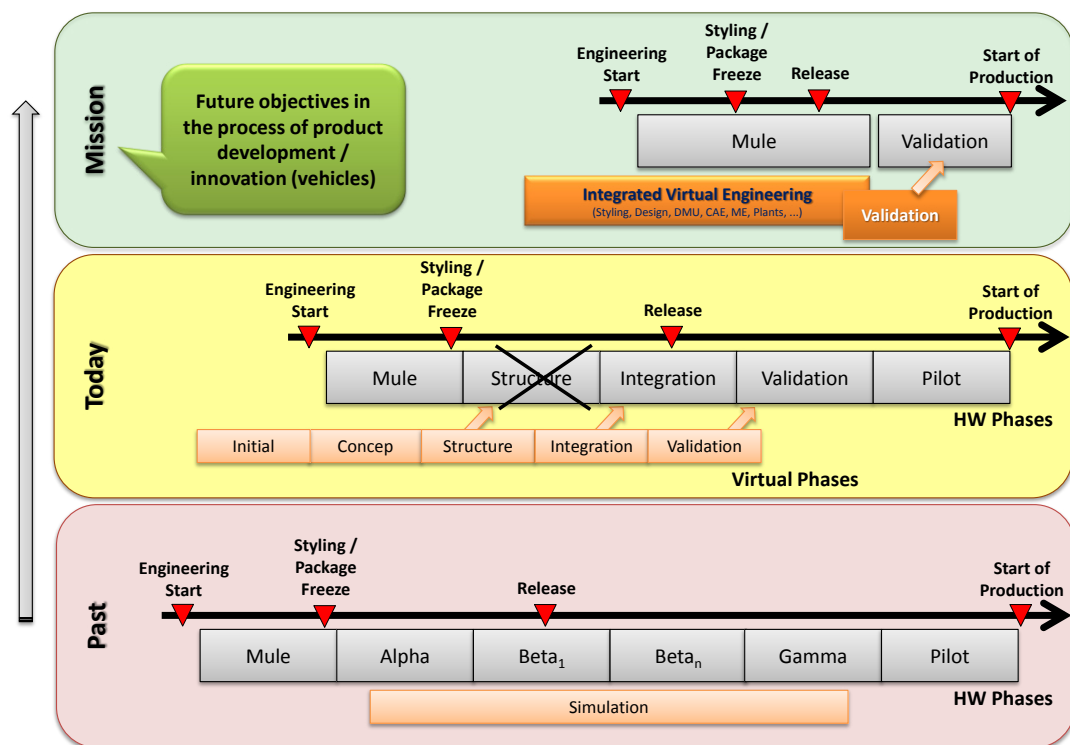 Mission
Future objectives in
the process of product
development /
innovation (vehicles)
Engineering
Start
Styling /
Package
Freeze
Release
Start of
Production
Mule
Validation
Integrated Virtual Engineering
(Styling, Design, DMU, CAE, ME, Plants, ...)
Validation
Today
Engineering
Start
Styling /
Package
Freeze
Release
Start of
Production
Mule
Structure
Integration
Validation
Pilot
HW Phases
Initial
Concep
Structure
Integration
Validation
Virtual Phases
Past
Engineering
Start
Styling /
Package
Freeze
Release
Start of
Production
Mule
Alpha
Beta1
Betan
Gamma
Pilot
HW Phases
Simulation